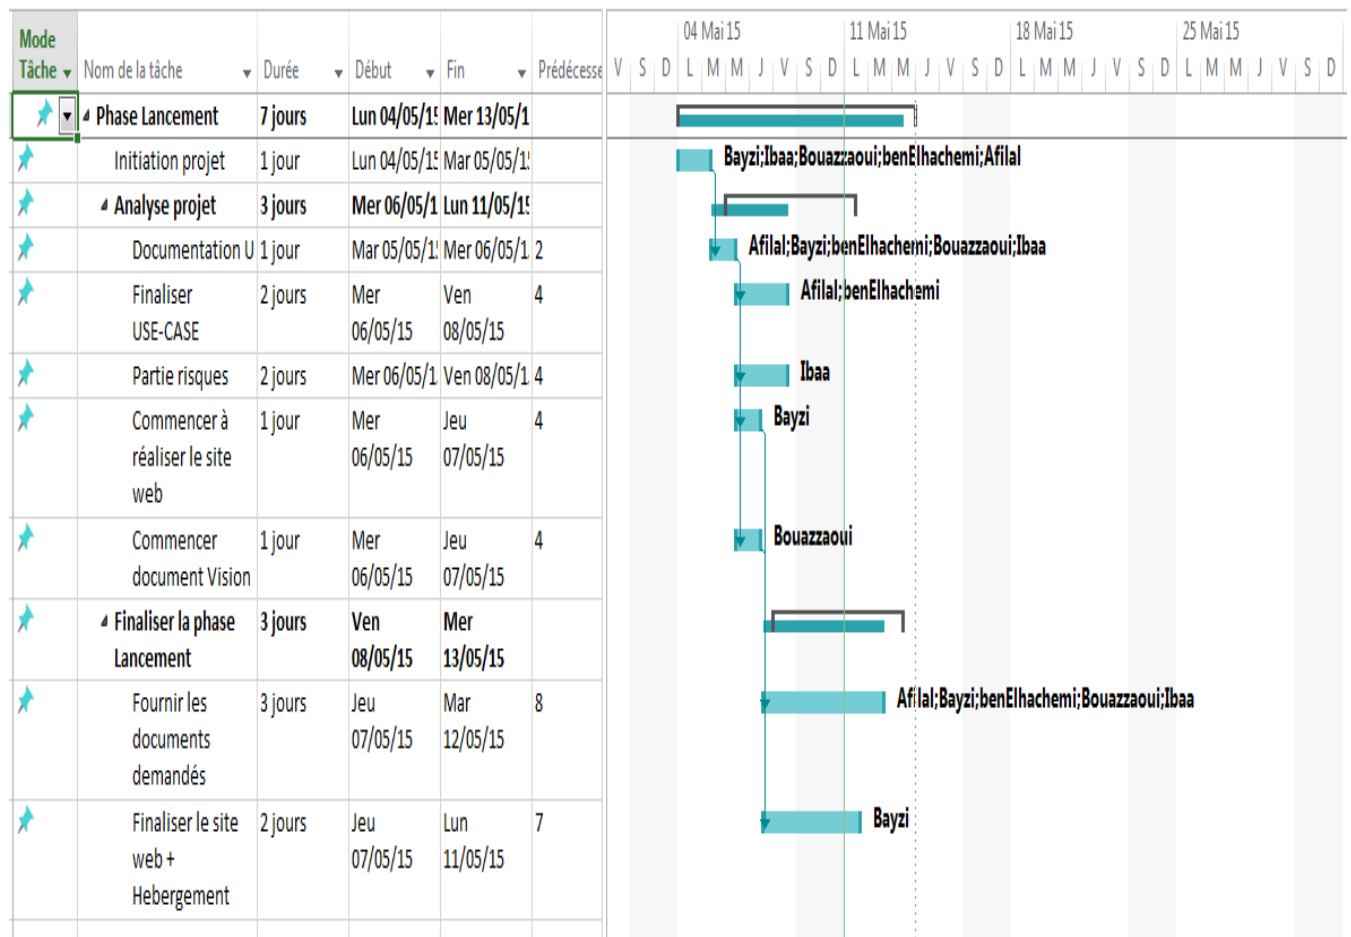 04 Mai 15 11 Mai 15 18 Mai 15 25 Mai 15
Mode
Tâche Nom de la tâche Durée Début Fin Prédécesse V S D L M M J V S D L M M J V S D L M M J V S D L M M J V S D
Phase Lancement 7 jours Lun 04/05/15 Mer 13/05/1
Initiation projet 1 jour Lun 04/05/15 Mar 05/05/1 Bayzi;Ibaa;Bouazzaoui;benElhachemi;Afilal
Analyse projet 3 jours Mer 06/05/1 Lun 11/05/15
Documentation U 1 jour Mar 05/05/1 Mer 06/05/1 2 Afilal;Bayzi;benElhachemi;Bouazzaoui;Ibaa
Finaliser 2 jours Mer Ven 4 Afilal;benElhachemi
USE-CASE 06/05/15 08/05/15
Partie risques 2 jours Mer 06/05/1 Ven 08/05/1 4 Ibaa
Commencer à 1 jour Mer Jeu 4 Bayzi
réaliser le site 06/05/15 07/05/15
web
Commencer 1 jour Mer Jeu 4 Bouazzaoui
document Vision 06/05/15 07/05/15
Finaliser la phase 3 jours Ven Mer
Lancement 08/05/15 13/05/15
Fournir les 3 jours Jeu Mar 8 Afilal;Bayzi;benElhachemi;Bouazzaoui;Ibaa
documents 07/05/15 12/05/15
demandés
Finaliser le site 2 jours Jeu Lun 7 Bayzi
web + 07/05/15 11/05/15
Hebergement